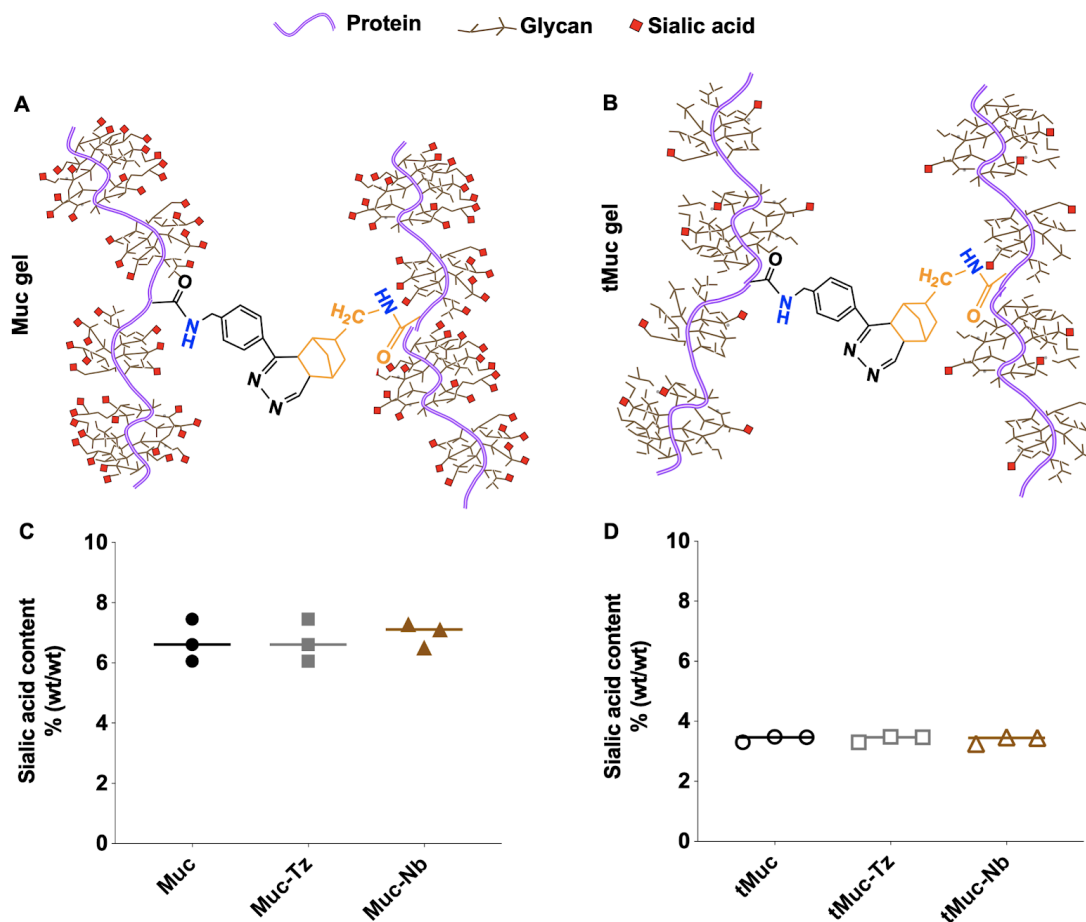 Protein Glycan Sialic acid
A
B
Muc gel
tMuc gel
O
N
H
N
N
H₂C
H
N
O
O
N
H
N
N
H₂C
H
N
O
C
D
Sialic acid content
% (wt/wt)
10
8
6
4
2
0
Muc
Muc-Tz
Muc-Nb
Sialic acid content
% (wt/wt)
10
8
6
4
2
0
tMuc
tMuc-Tz
tMuc-Nb